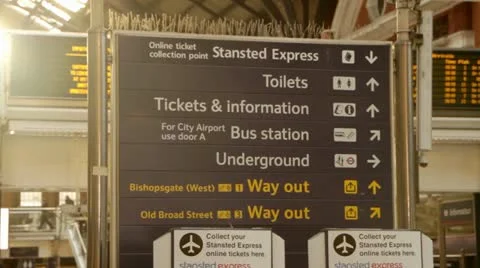 Online ticket
collection point Stansted Express
Toilets
Tickets & information
For City Airport
use door A Bus station
Underground
Bishopsgate (West) 1 Way out
Old Broad Street 3 Way out
Collect your
Stansted Express
online tickets here.
stansted express
Collect your
Stansted Express
online tickets here.
stansted express